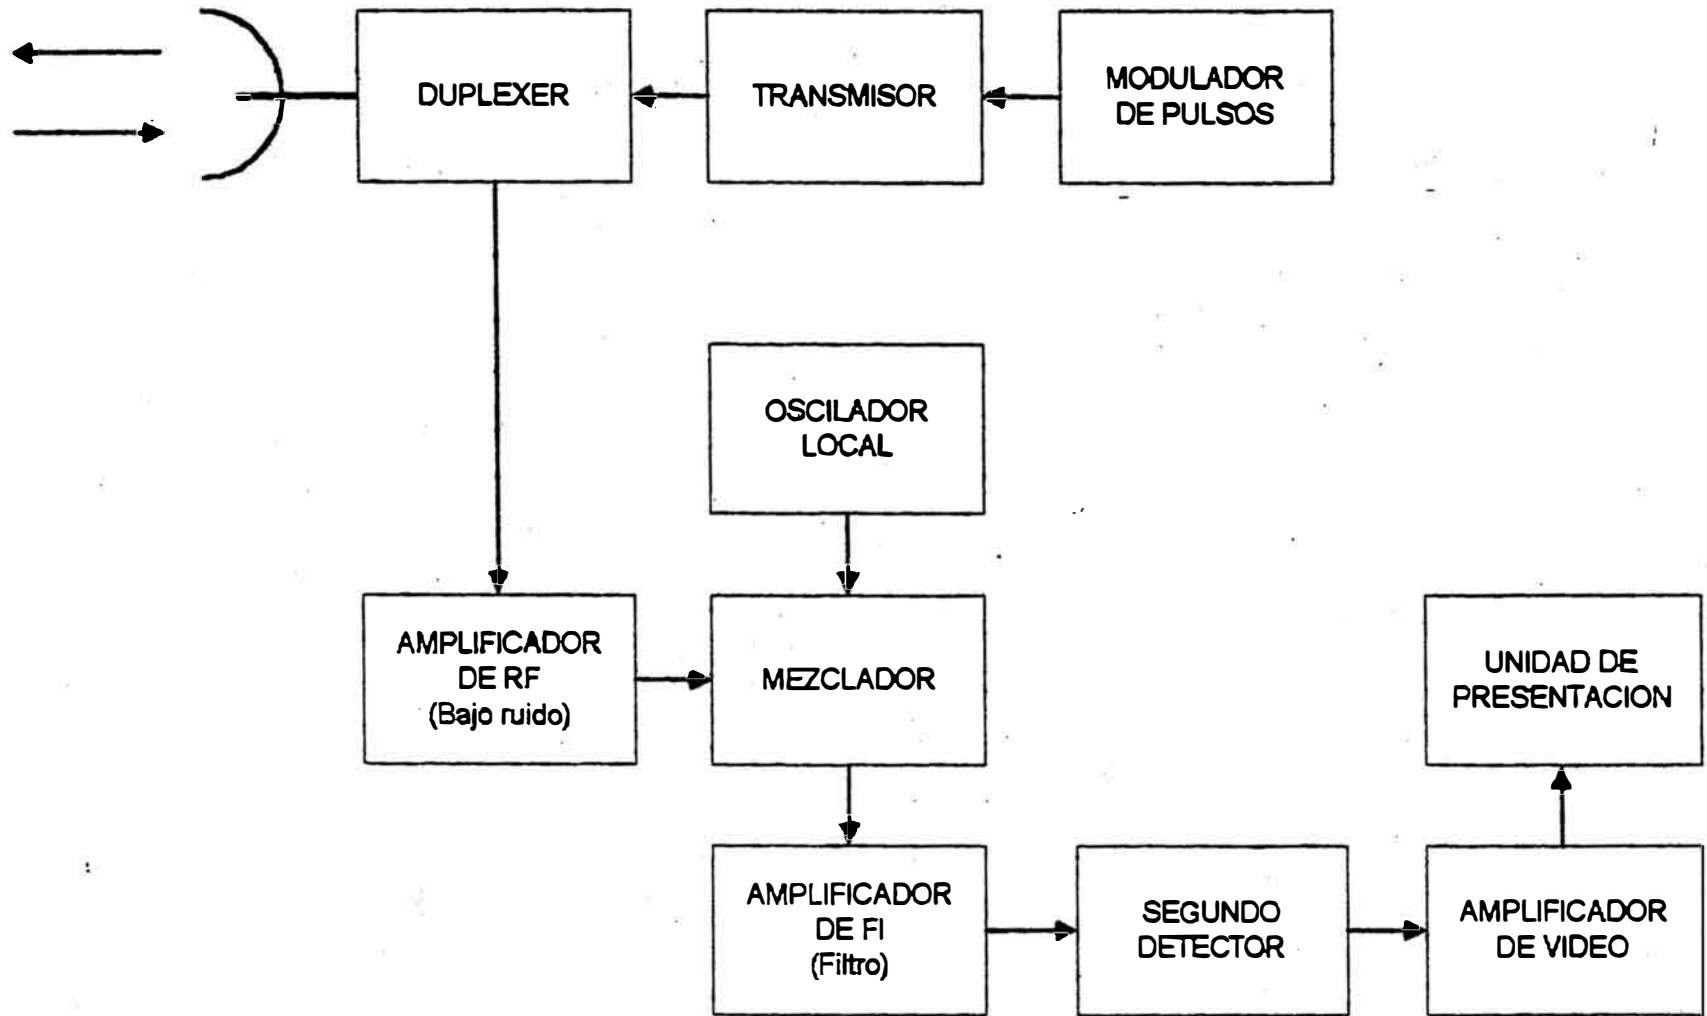 DUPLEXER
TRANSMISOR
MODULADOR
DE PULSOS
OSCILADOR
LOCAL
AMPLIFICADOR
DE RF
(Bajo ruido)
MEZCLADOR
UNIDAD DE
PRESENTACION
AMPLIFICADOR
DE FI
(Filtro)
SEGUNDO
DETECTOR
AMPLIFICADOR
DE VIDEO